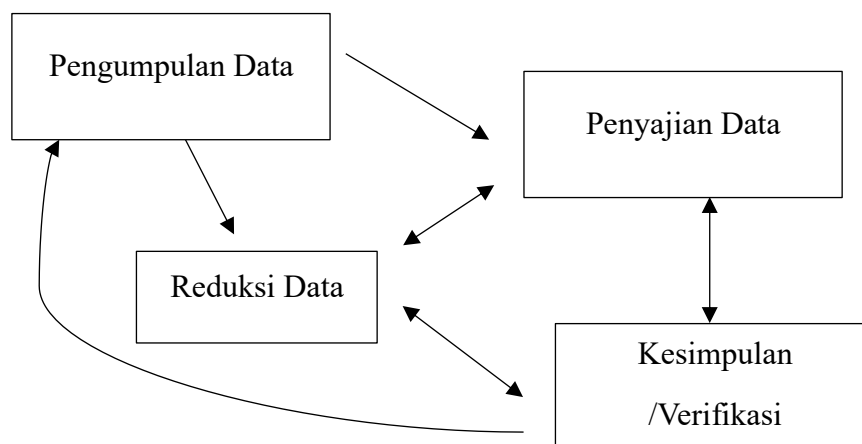 Pengumpulan Data
Penyajian Data
Reduksi Data
Kesimpulan
/Verifikasi